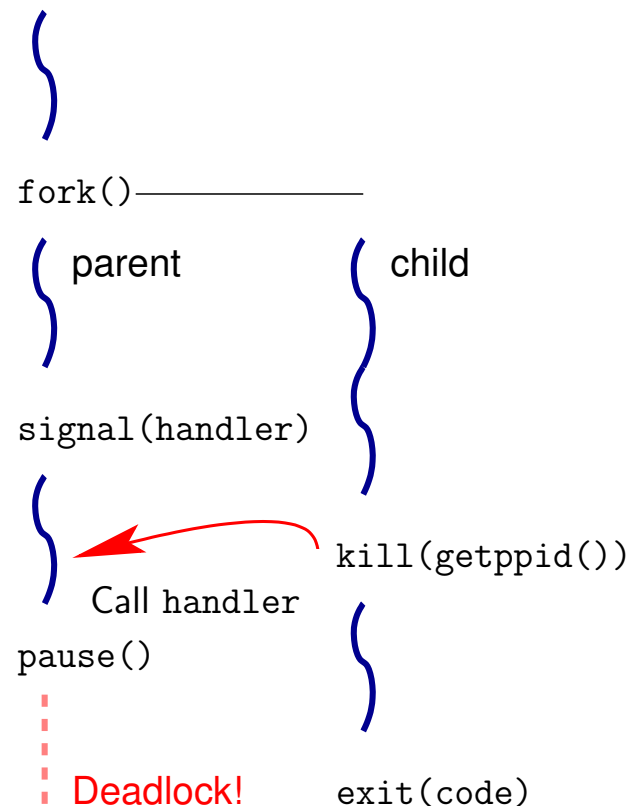 fork()
parent child
signal(handler)
kill(getppid())
Call handler
pause()
Deadlock! exit(code)